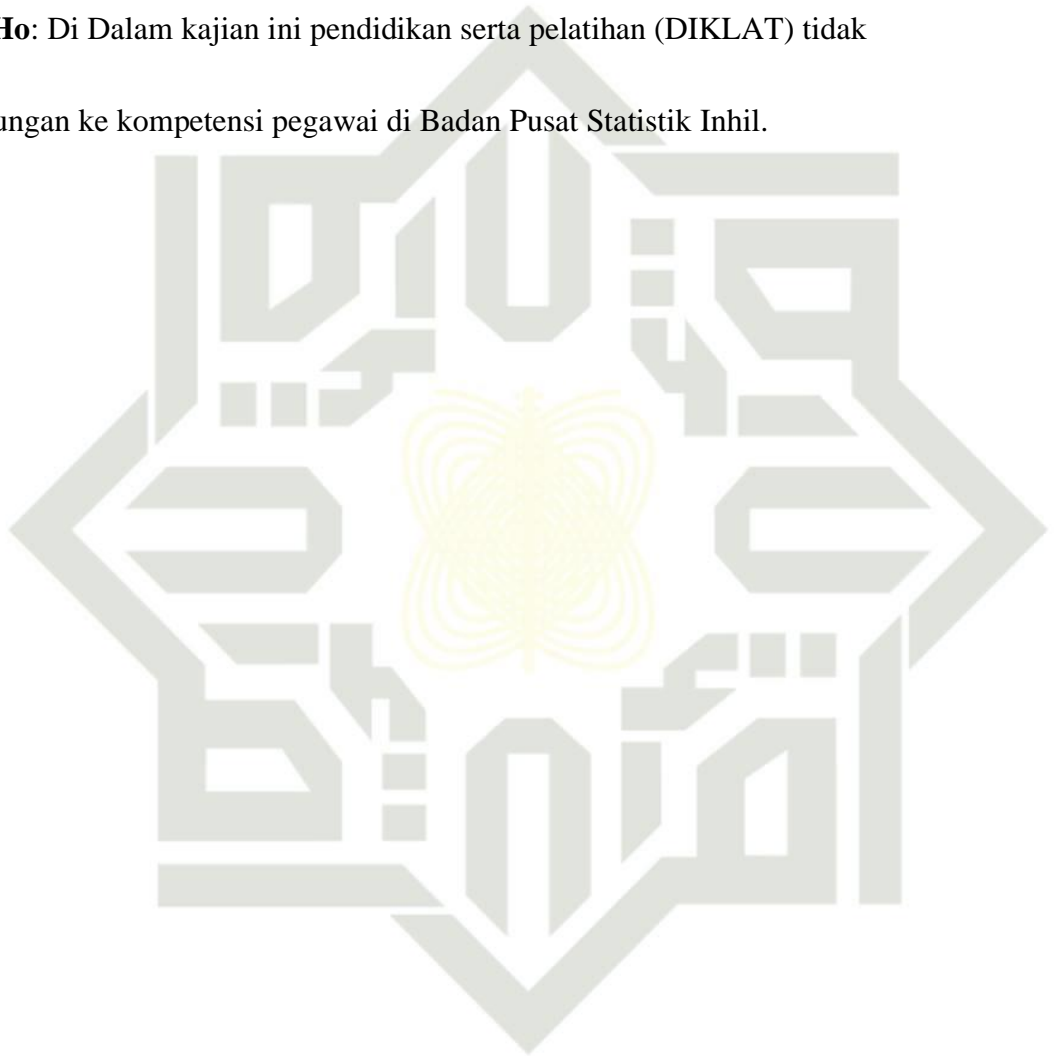 Ho: Di Dalam kajian ini pendidikan serta pelatihan (DIKLAT) tidak
ungan ke kompetensi pegawai di Badan Pusat Statistik Inhil.